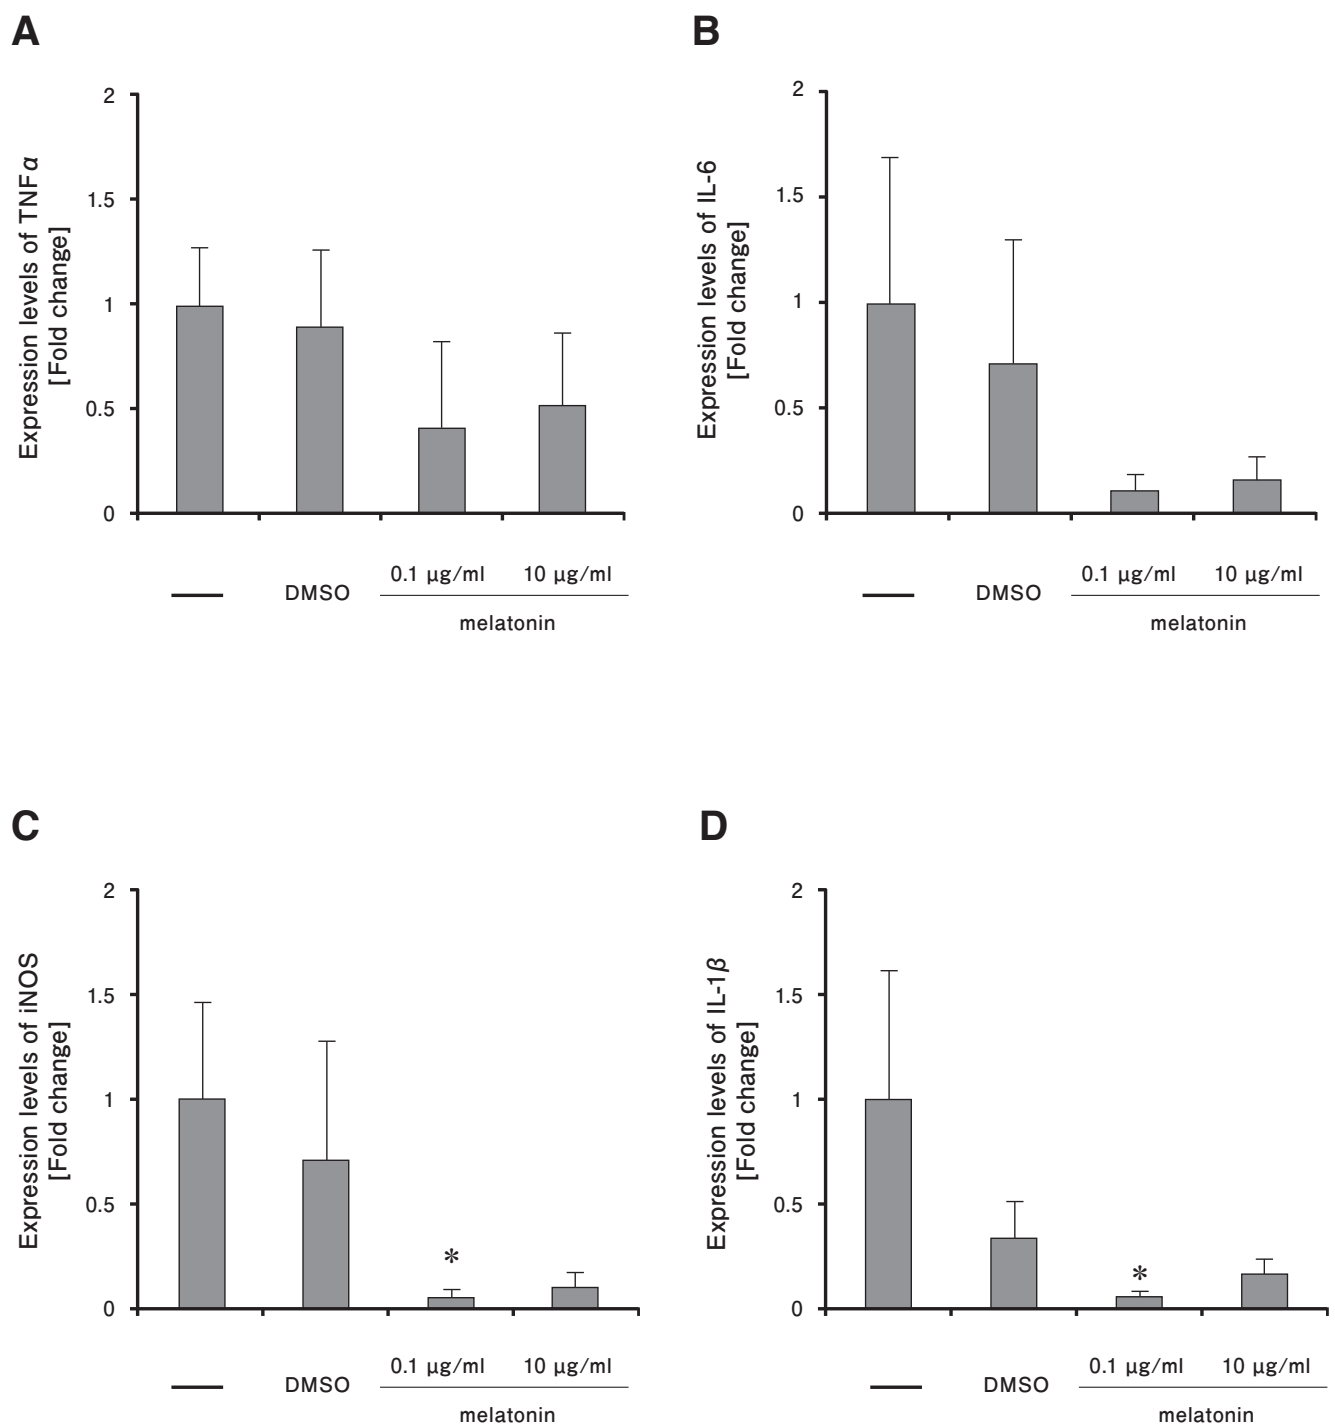 A
Expression levels of TNFα
[Fold change]
2
1.5
1
0.5
0
0.1 μg/ml 10 μg/ml
DMSO
melatonin
B
Expression levels of IL-6
[Fold change]
2
1.5
1
0.5
0
0.1 μg/ml 10 μg/ml
DMSO
melatonin
C
Expression levels of iNOS
[Fold change]
2
1.5
1
0.5
0
*
0.1 μg/ml 10 μg/ml
DMSO
melatonin
D
Expression levels of IL-1β
[Fold change]
2
1.5
1
0.5
0
*
0.1 μg/ml 10 μg/ml
DMSO
melatonin